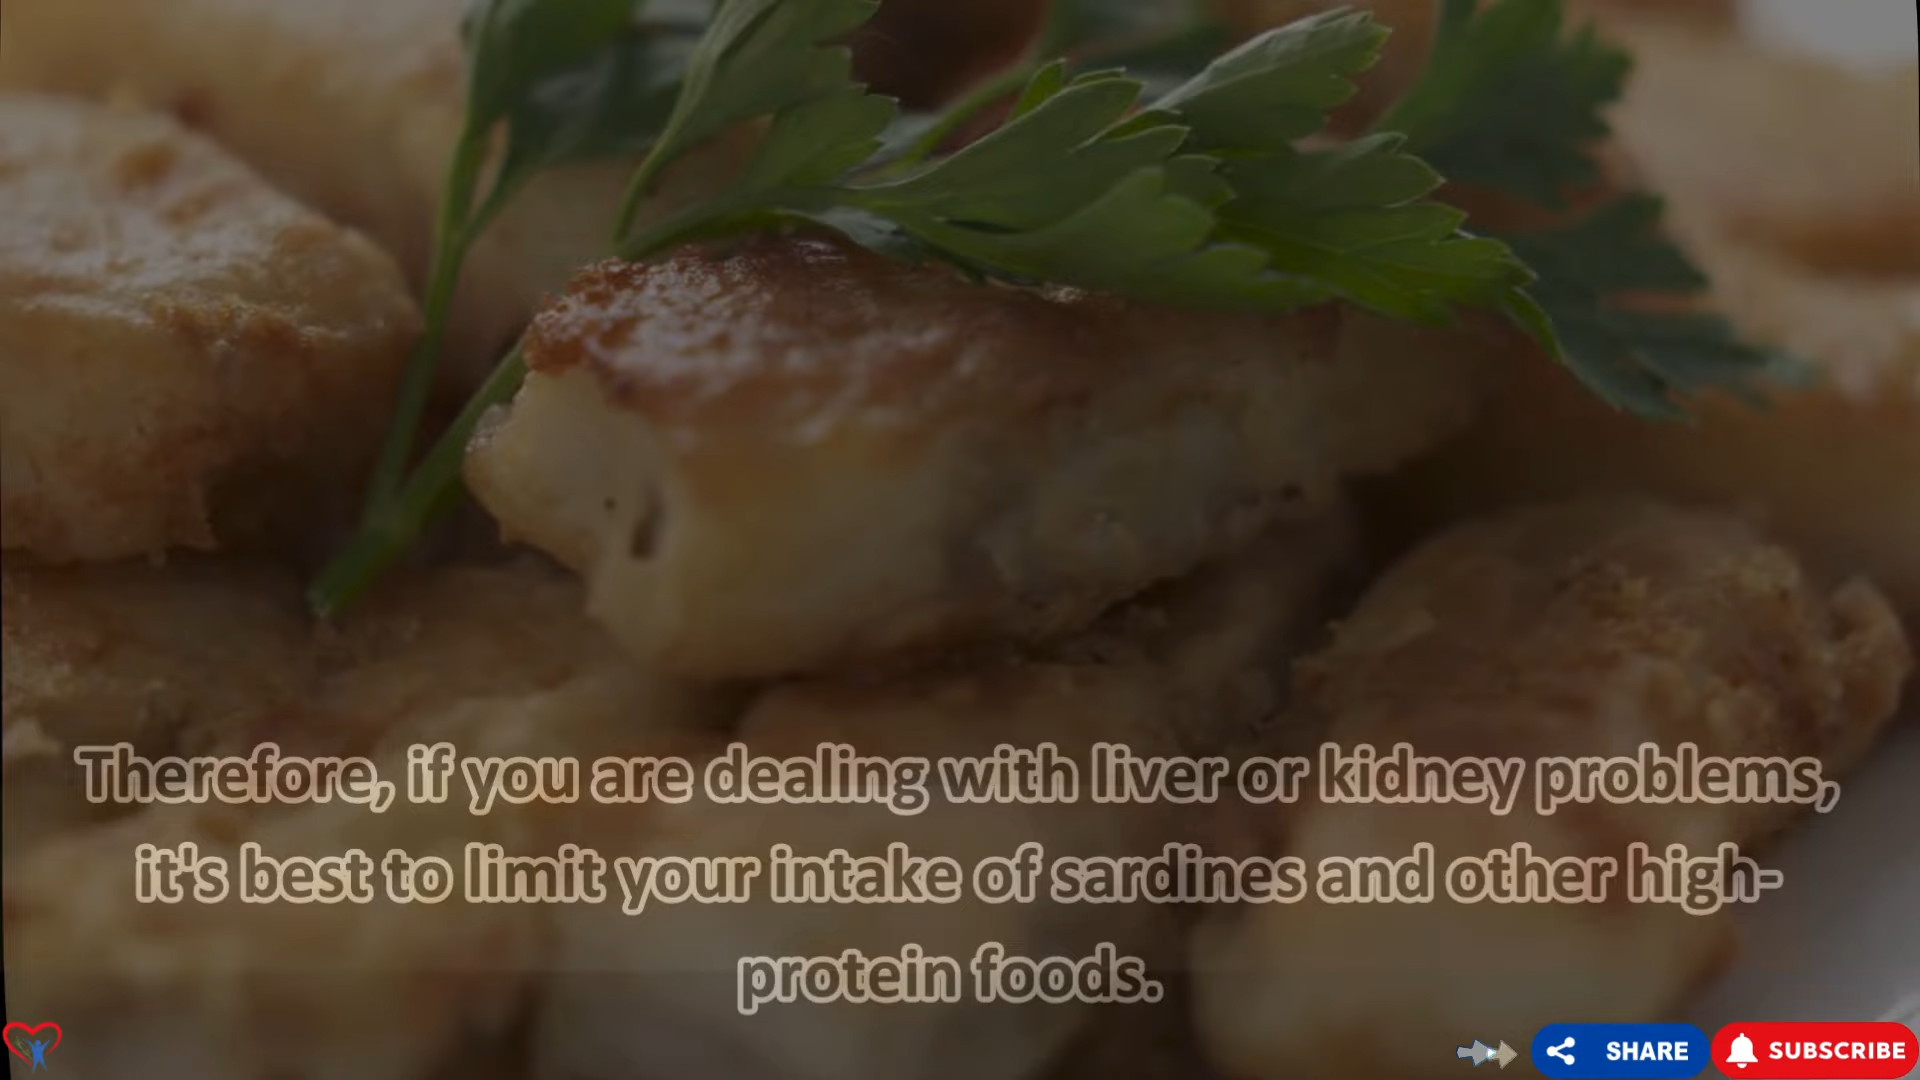 Therefore, if you are dealing with liver or kidney problems,
it's best to limit your intake of sardines and other high-
protein foods.
SHARE
SUBSCRIBE